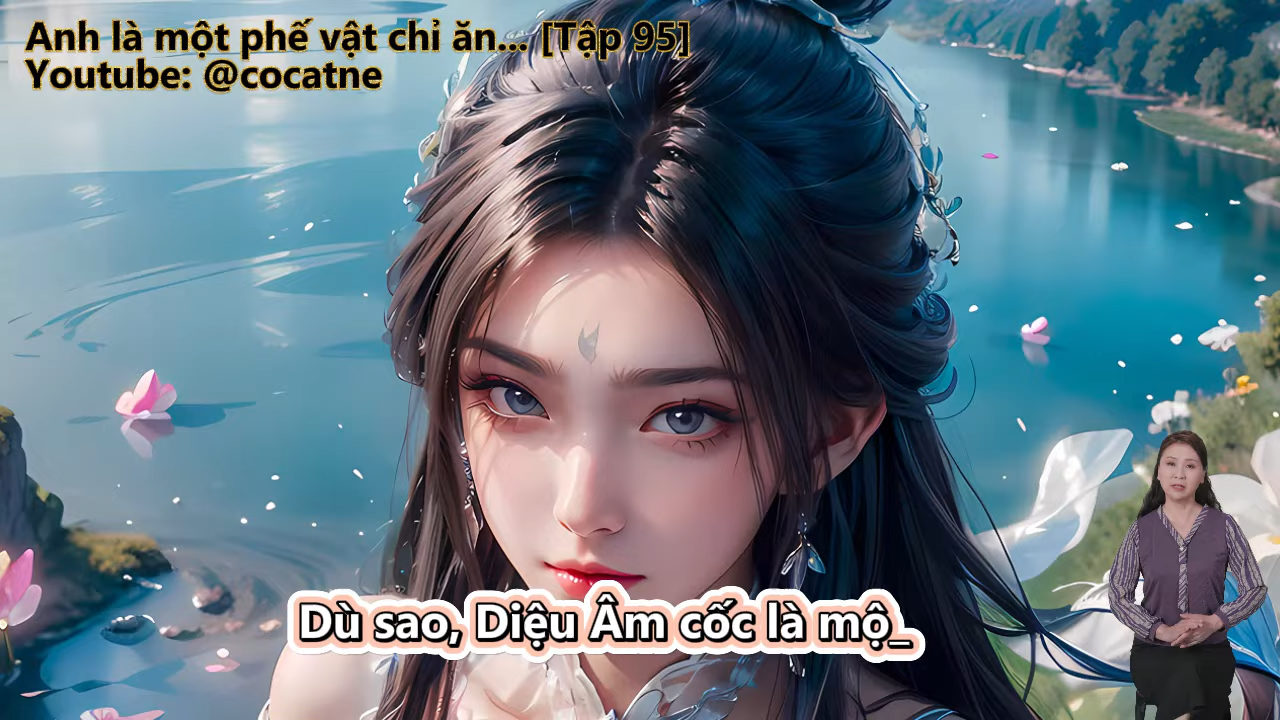 Anh là một phế vật chỉ ăn... [Tập 95]
Youtube: @cocatne
Dù sao, Diệu Âm cốc là mộ_